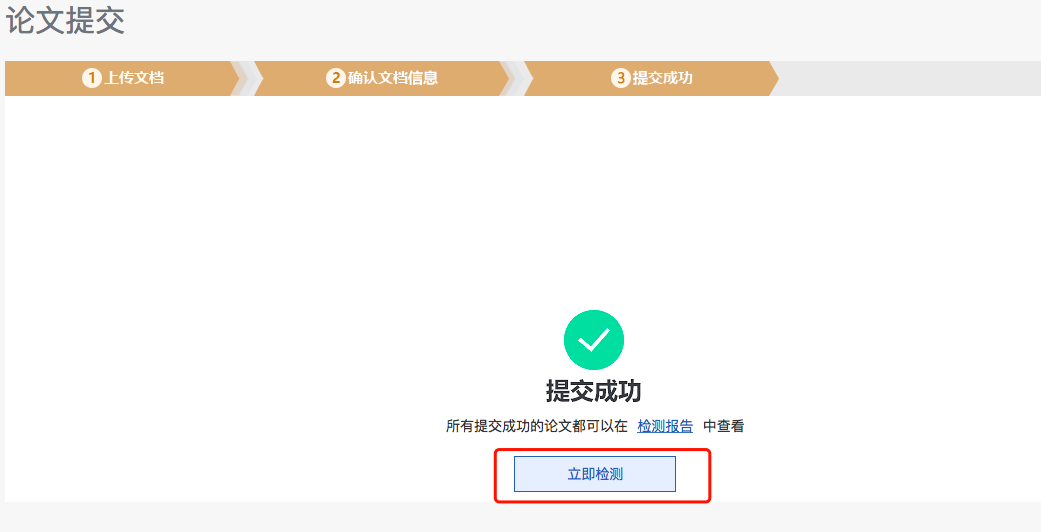 论文提交
1 上传文档 2 确认文档信息 3 提交成功
提交成功
所有提交成功的论文都可以在 检测报告 中查看
立即检测